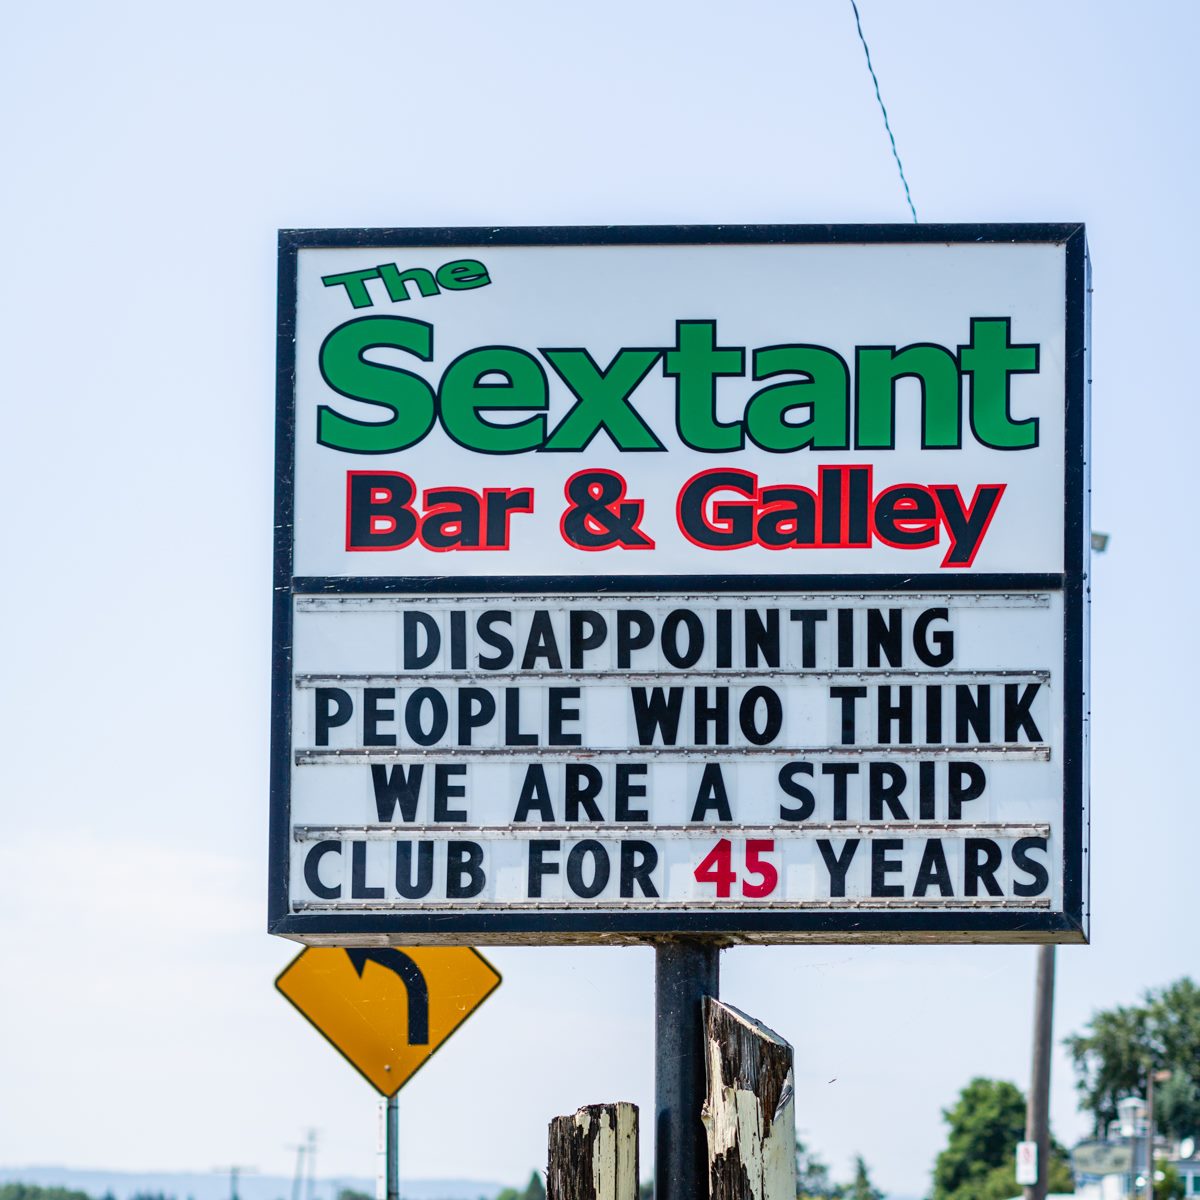 The
Sextant
Bar & Galley
DISAPPOINTING
PEOPLE WHO THINK
WE ARE A STRIP
CLUB FOR 45 YEARS